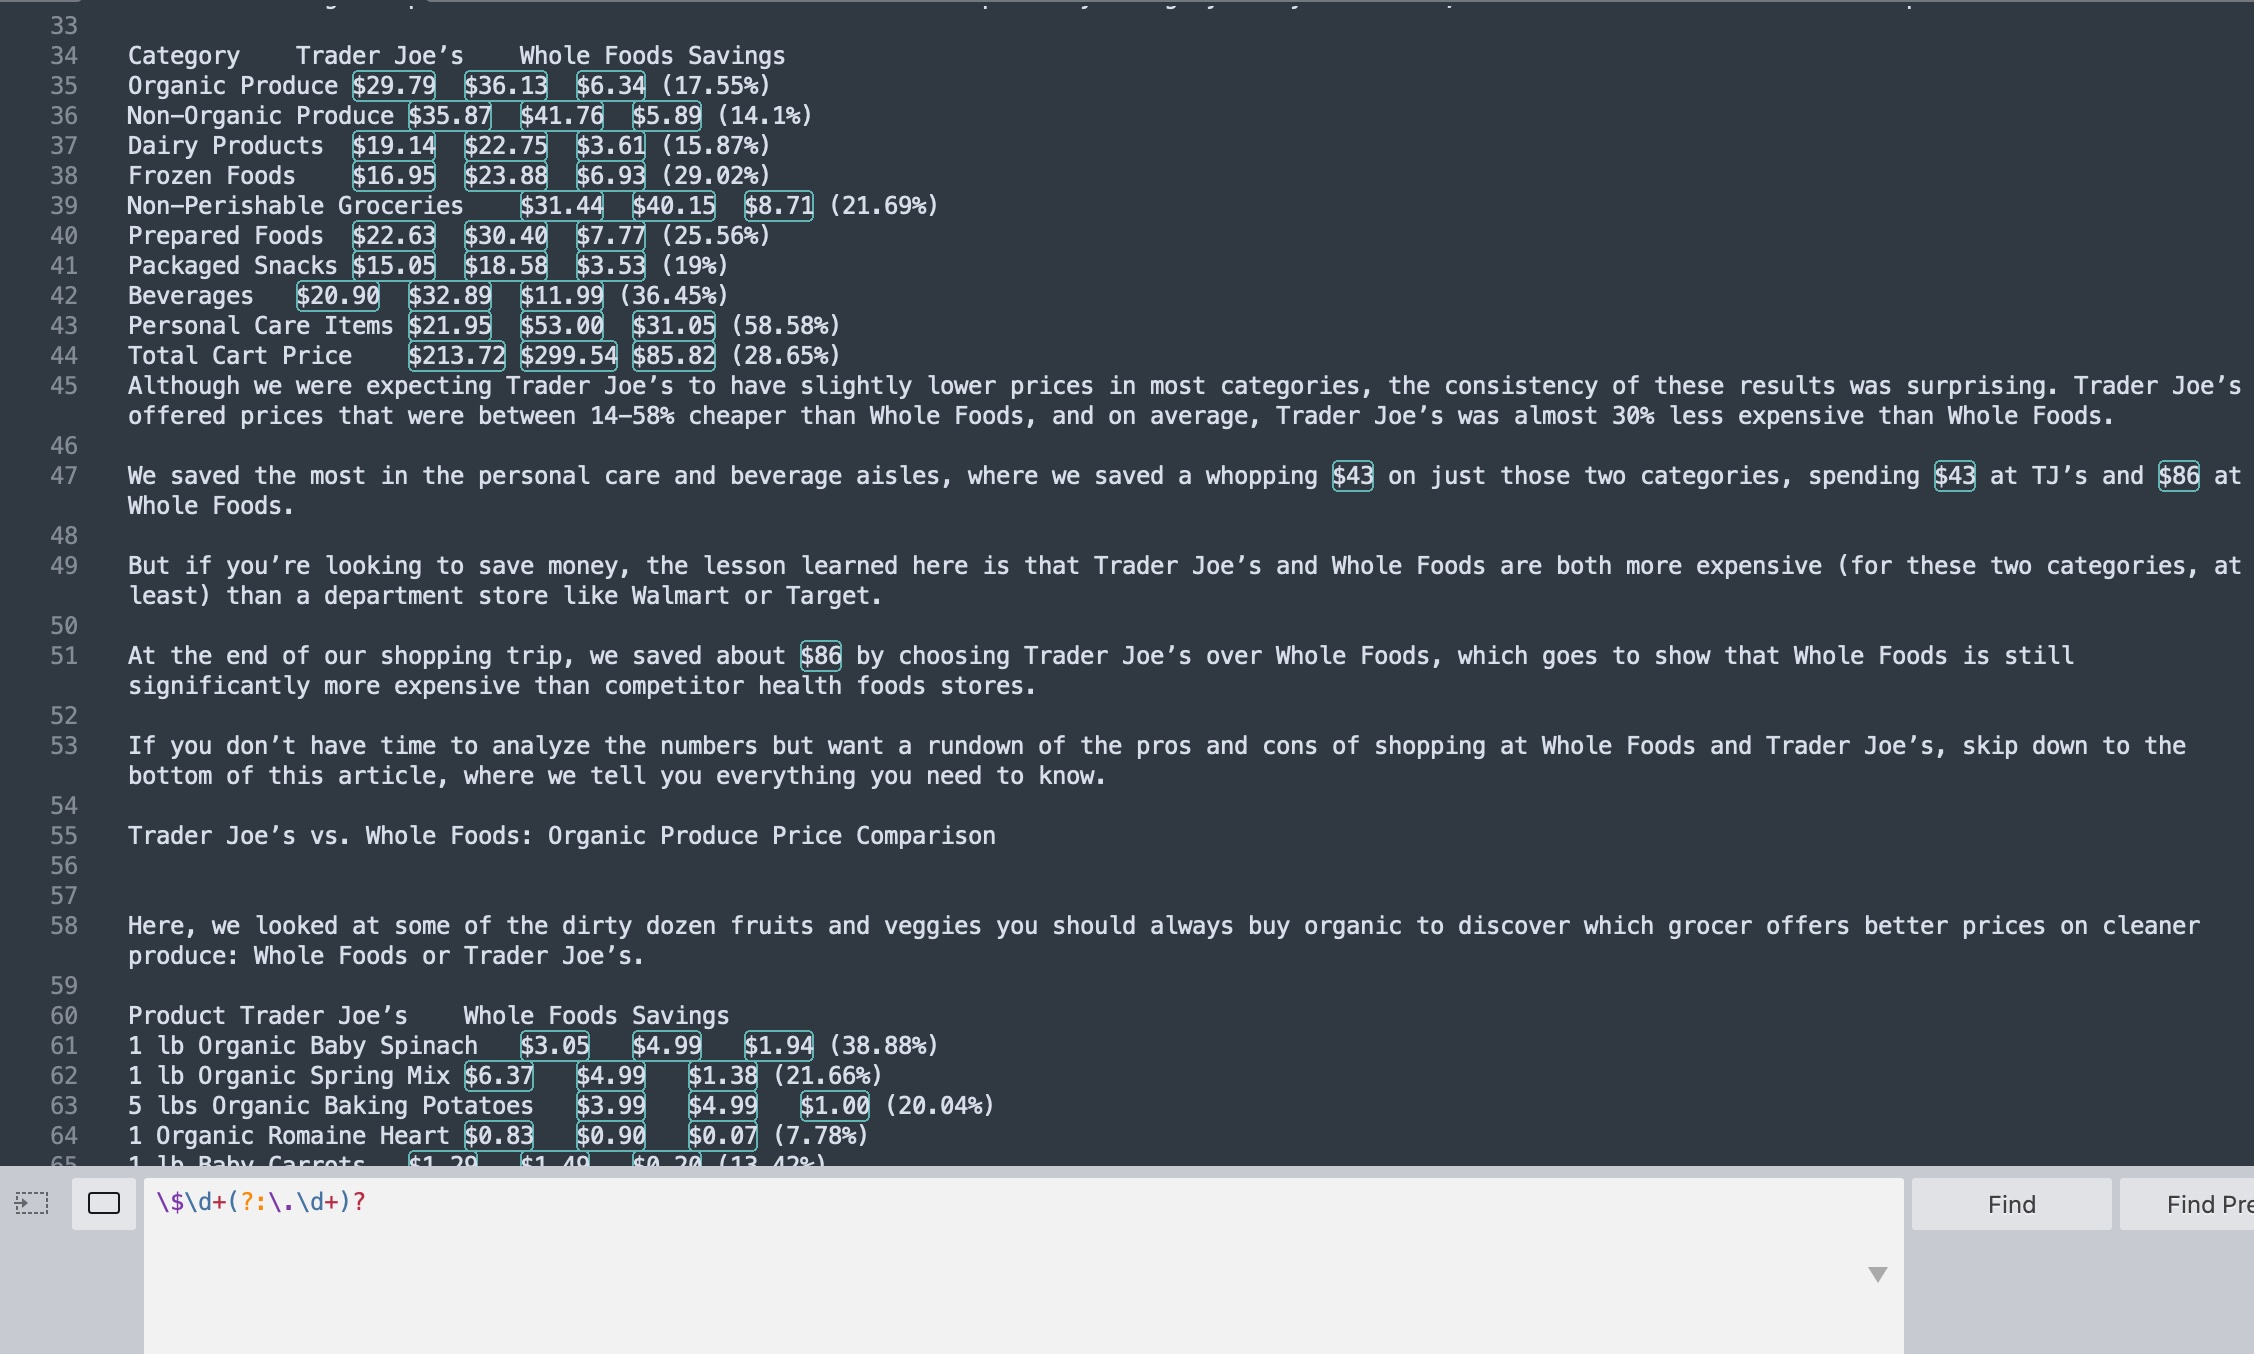 33
34 Category Trader Joe’s Whole Foods Savings
35 Organic Produce $29.79 $36.13 $6.34 (17.55%)
36 Non-Organic Produce $35.87 $41.76 $5.89 (14.1%)
37 Dairy Products $19.14 $22.75 $3.61 (15.87%)
38 Frozen Foods $16.95 $23.88 $6.93 (29.02%)
39 Non-Perishable Groceries $31.44 $40.15 $8.71 (21.69%)
40 Prepared Foods $22.63 $30.40 $7.77 (25.56%)
41 Packaged Snacks $15.05 $18.58 $3.53 (19%)
42 Beverages $20.90 $32.89 $11.99 (36.45%)
43 Personal Care Items $21.95 $53.00 $31.05 (58.58%)
44 Total Cart Price $213.72 $299.54 $85.82 (28.65%)
45 Although we were expecting Trader Joe’s to have slightly lower prices in most categories, the consistency of these results was surprising. Trader Joe’s
offered prices that were between 14-58% cheaper than Whole Foods, and on average, Trader Joe’s was almost 30% less expensive than Whole Foods.
46
47 We saved the most in the personal care and beverage aisles, where we saved a whopping $43 on just those two categories, spending $43 at TJ’s and $86 at
Whole Foods.
48
49 But if you’re looking to save money, the lesson learned here is that Trader Joe’s and Whole Foods are both more expensive (for these two categories, at
least) than a department store like Walmart or Target.
50
51 At the end of our shopping trip, we saved about $86 by choosing Trader Joe’s over Whole Foods, which goes to show that Whole Foods is still
significantly more expensive than competitor health foods stores.
52
53 If you don’t have time to analyze the numbers but want a rundown of the pros and cons of shopping at Whole Foods and Trader Joe’s, skip down to the
bottom of this article, where we tell you everything you need to know.
54
55 Trader Joe’s vs. Whole Foods: Organic Produce Price Comparison
56
57
58 Here, we looked at some of the dirty dozen fruits and veggies you should always buy organic to discover which grocer offers better prices on cleaner
produce: Whole Foods or Trader Joe’s.
59
60 Product Trader Joe’s Whole Foods Savings
61 1 lb Organic Baby Spinach $3.05 $4.99 $1.94 (38.88%)
62 1 lb Organic Spring Mix $6.37 $4.99 $1.38 (21.66%)
63 5 lbs Organic Baking Potatoes $3.99 $4.99 $1.00 (20.04%)
64 1 Organic Romaine Heart $0.83 $0.90 $0.07 (7.78%)
65 1 lb Baby Carrots $1.29 $1.49 $0.20 (13.42%)
\$\d+(?:\.\d+)?
Find
Find Pre